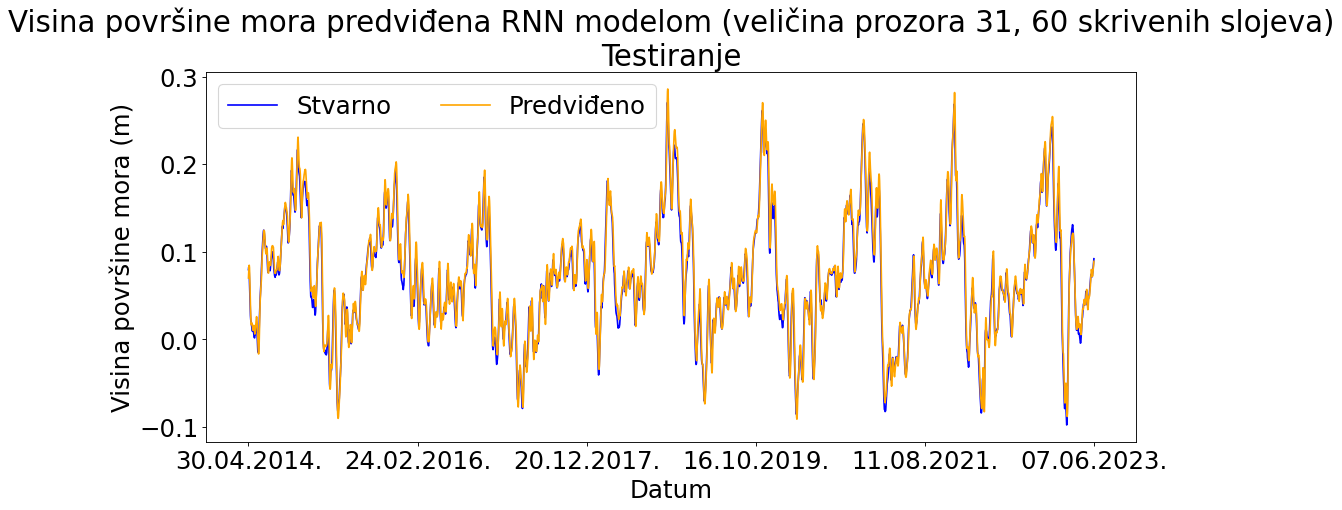 Visina površine mora predviđena RNN modelom (veličina prozora 31, 60 skrivenih slojeva)
Testiranje
Stvarno
Predviđeno
Visina površine mora (m)
0.3
0.2
0.1
0.0
−0.1
30.04.2014.
24.02.2016.
20.12.2017.
16.10.2019.
11.08.2021.
07.06.2023.
Datum